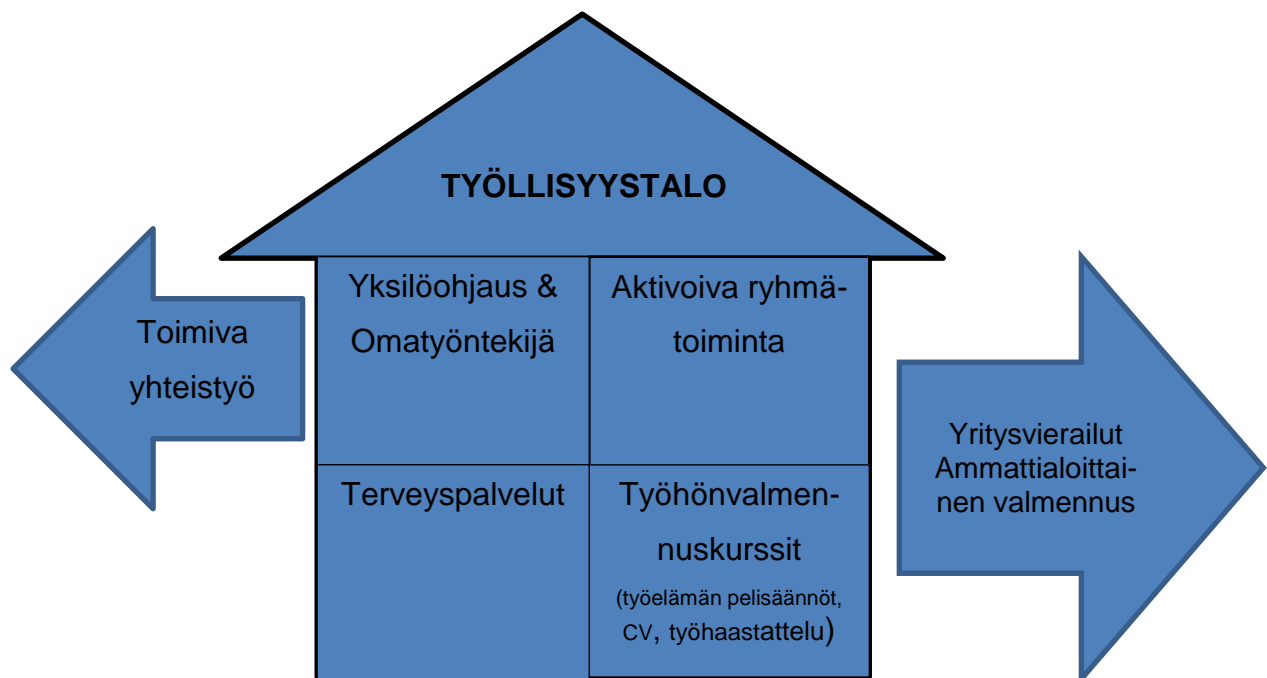 TYÖLLISYYSTALO
Toimiva
yhteistyö
Yksilöohjaus &
Omatyöntekijä
Aktivoiva ryhmä-
toiminta
Terveyspalvelut
Työhönvalmen-
nuskurssit
(työelämän pelisäännöt,
CV, työhaastattelu)
Yritysvierailut
Ammattialoittai-
nen valmennus